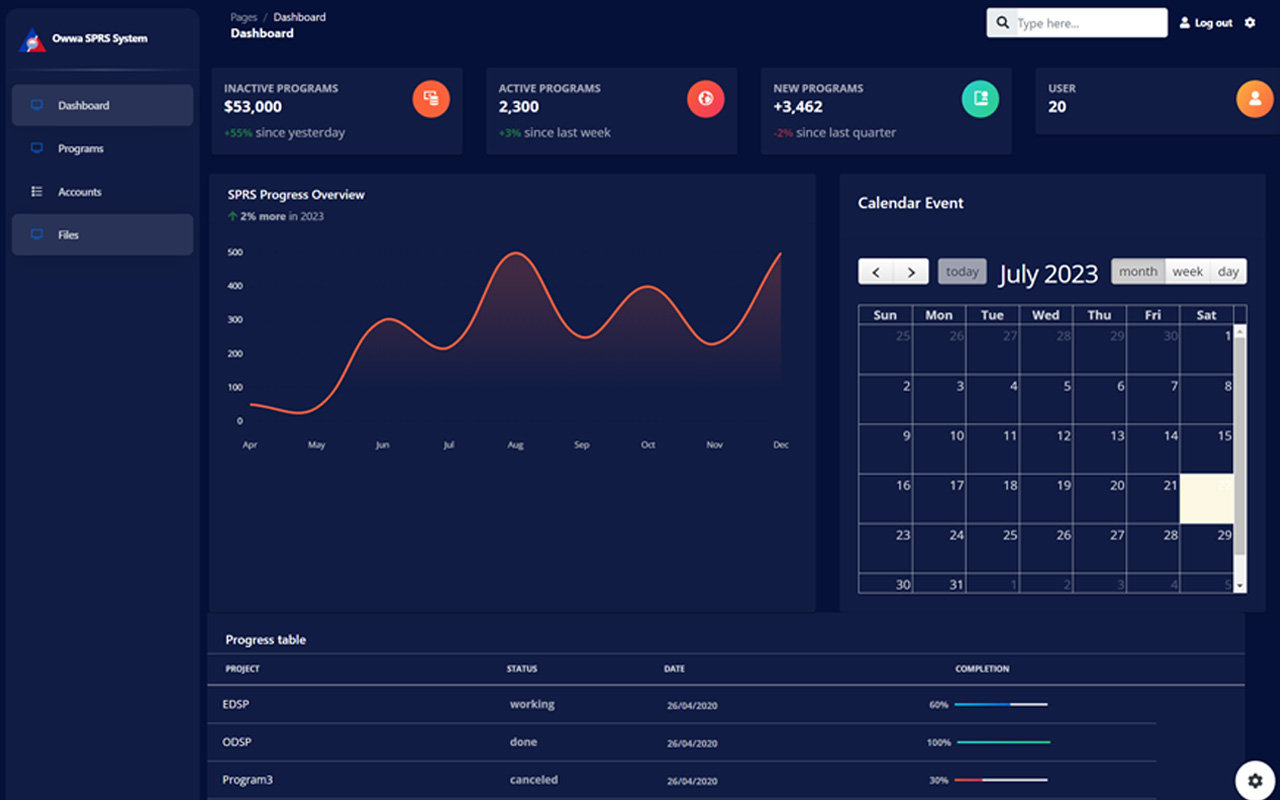 Owwa SPRS System
Dashboard
Programs
Accounts
Files
Pages / Dashboard
Dashboard
Type here...
Log out
INACTIVE PROGRAMS
$53,000
+55% since yesterday
ACTIVE PROGRAMS
2,300
+3% since last week
NEW PROGRAMS
+3,462
-2% since last quarter
USER
20
SPRS Progress Overview
2% more in 2023
500
400
300
200
100
0
Apr May Jun Jul Aug Sep Oct Nov Dec
Calendar Event
today July 2023 month week day
Sun Mon Tue Wed Thu Fri Sat
25 26 27 28 29 30 1
2 3 4 5 6 7 8
9 10 11 12 13 14 15
16 17 18 19 20 21
23 24 25 26 27 28 29
30 31 1 2 3 4 5
Progress table
PROJECT STATUS DATE COMPLETION
EDSP working 26/04/2020 60%
ODSP done 26/04/2020 100%
Program3 canceled 26/04/2020 30%